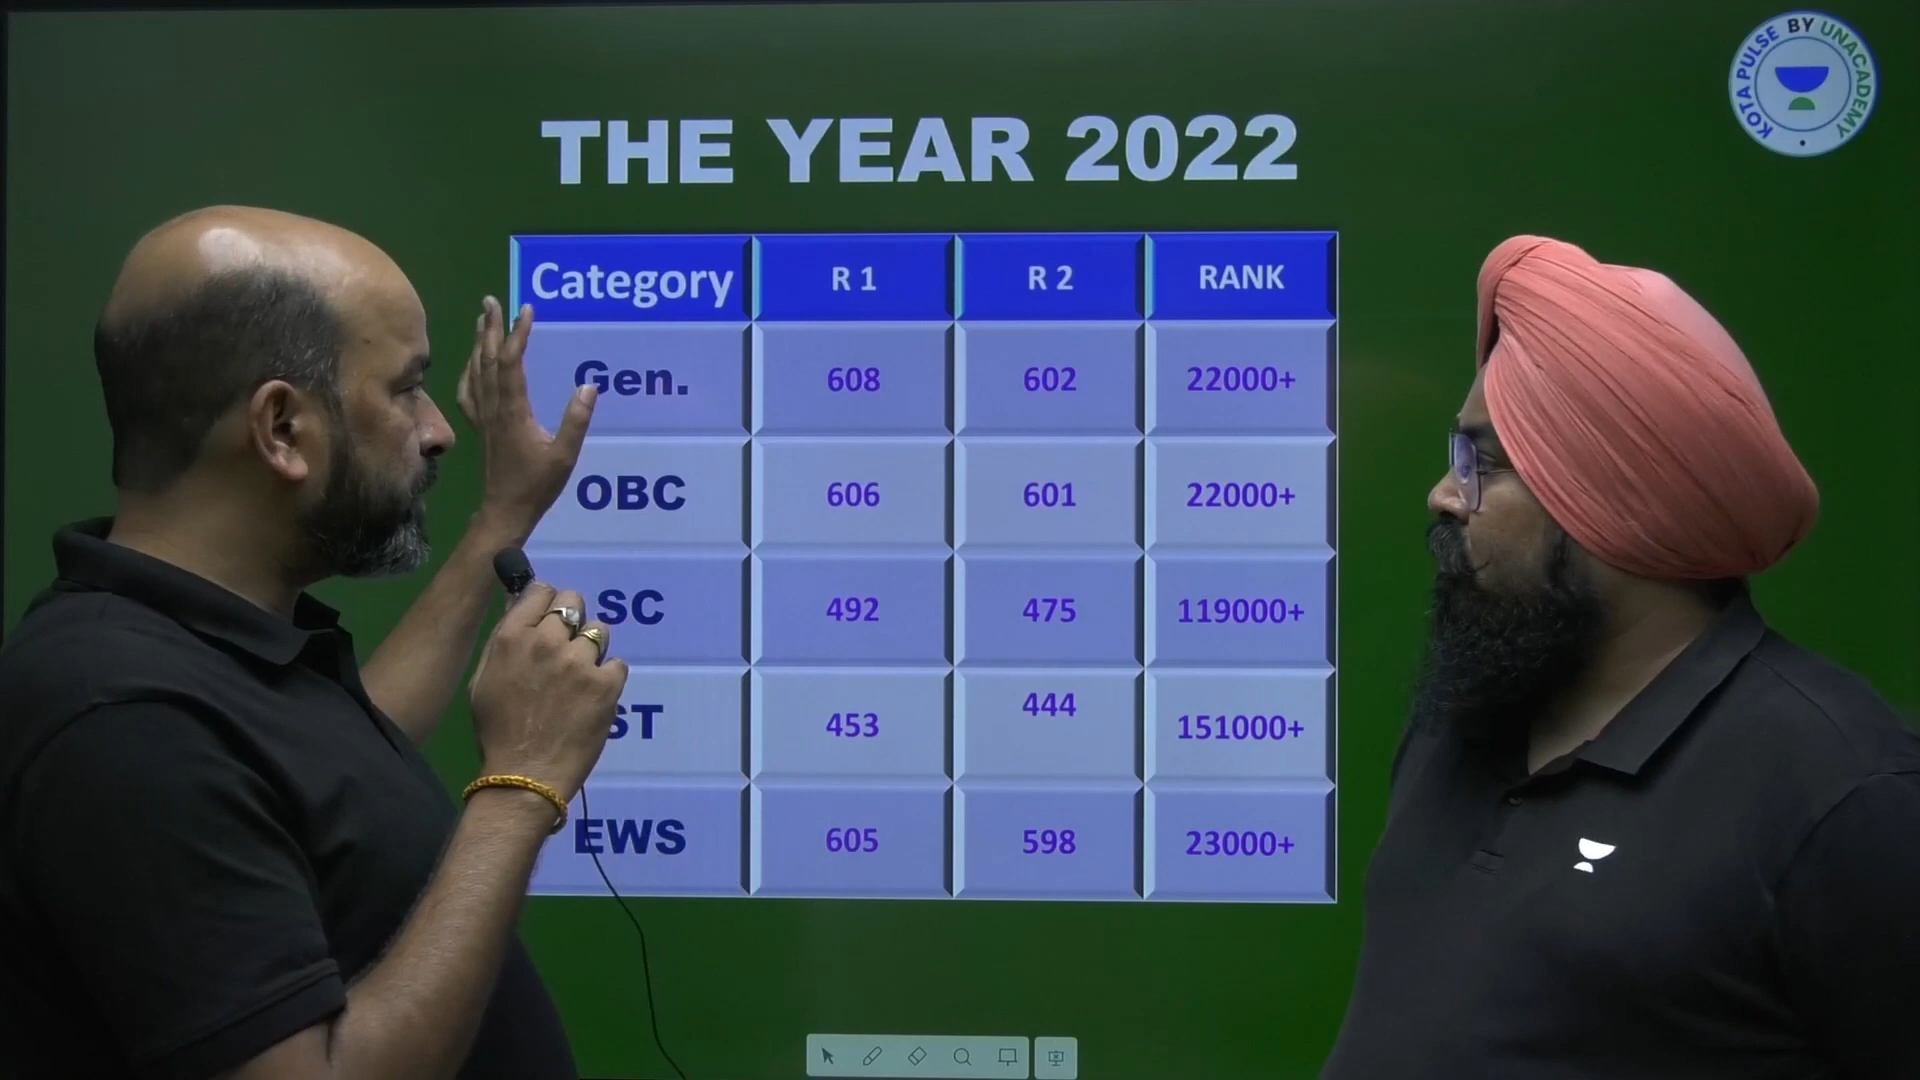 KOTA PULSE BY UNACADEMY
THE YEAR 2022
Category R 1 R 2 RANK
Gen. 608 602 22000+
OBC 606 601 22000+
SC 492 475 119000+
ST 453 444 151000+
EWS 605 598 23000+